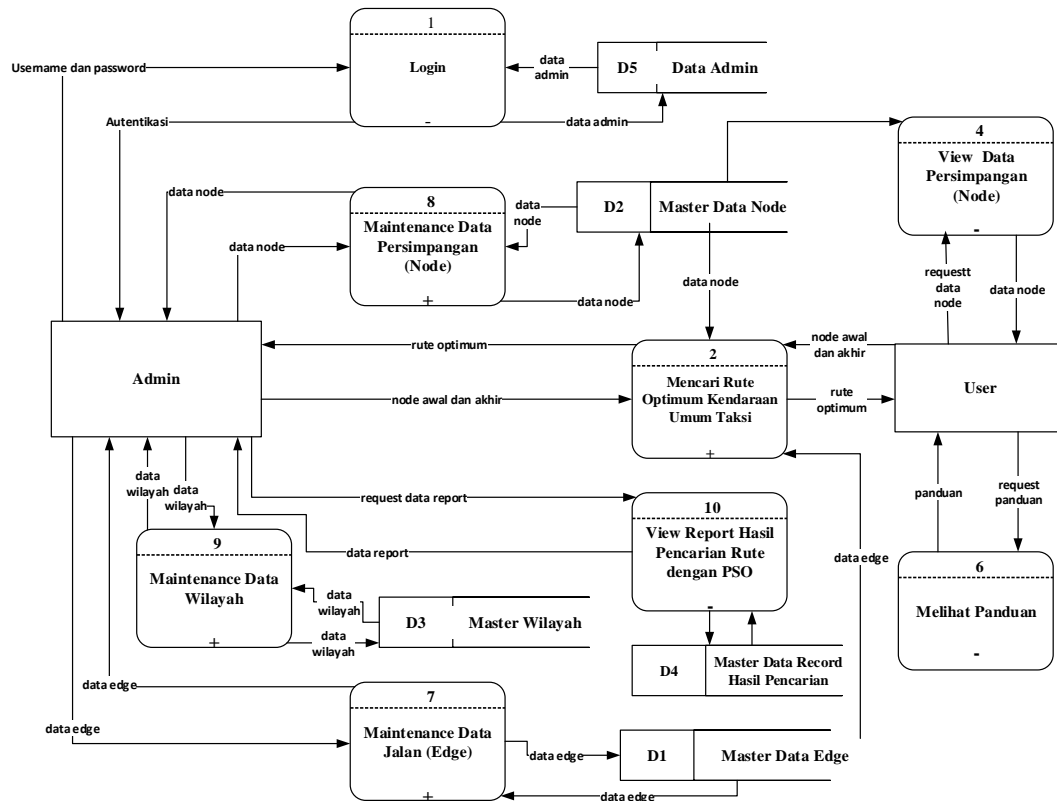 1
Login
-
Username dan password
data
admin
D5
Data Admin
Autentikasi
data admin
4
View Data
Persimpangan
(Node)
-
data node
8
Maintenance Data
Persimpangan
(Node)
+
data
node
D2
Master Data Node
data node
data node
data node
requestt
data
node
data node
Admin
rute optimum
node awal dan akhir
2
Mencari Rute
Optimum Kendaraan
Umum Taksi
+
node awal
dan akhir
rute
optimum
User
data
wilayah
data
wilayah
request data report
data report
10
View Report Hasil
Pencarian Rute
dengan PSO
-
panduan
request
panduan
9
Maintenance Data
Wilayah
+
data
wilayah
data
wilayah
D3
Master Wilayah
data edge
6
Melihat Panduan
-
D4
Master Data Record
Hasil Pencarian
data edge
data edge
7
Maintenance Data
Jalan (Edge)
+
data edge
D1
Master Data Edge
data edge